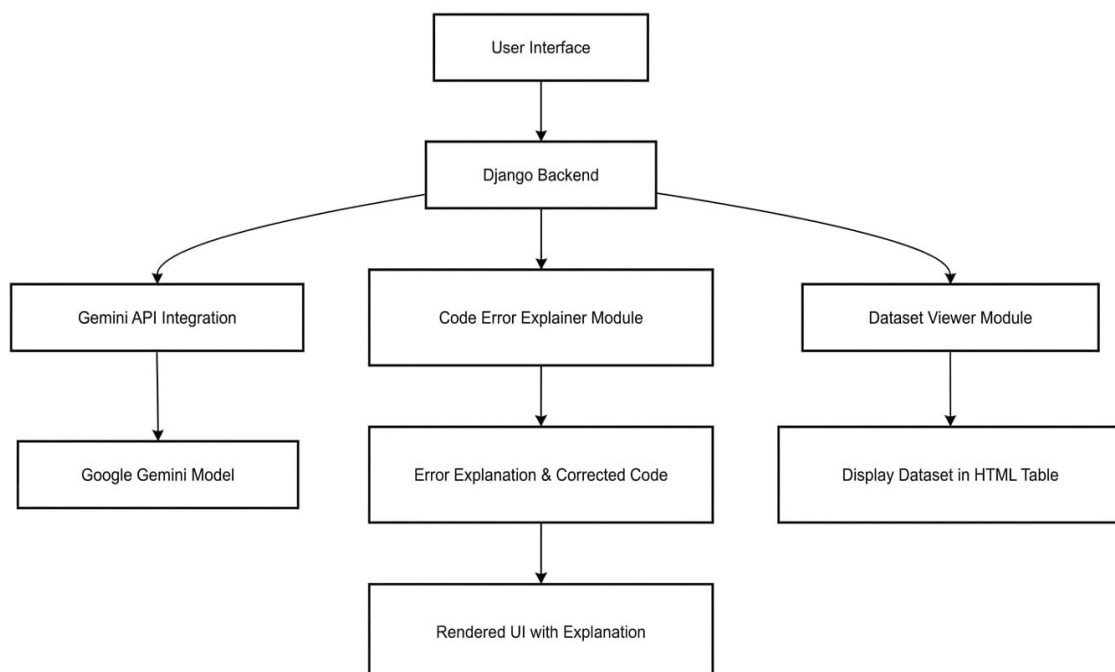 User Interface
Django Backend
Gemini API Integration
Code Error Explainer Module
Dataset Viewer Module
Google Gemini Model
Error Explanation & Corrected Code
Display Dataset in HTML Table
Rendered UI with Explanation